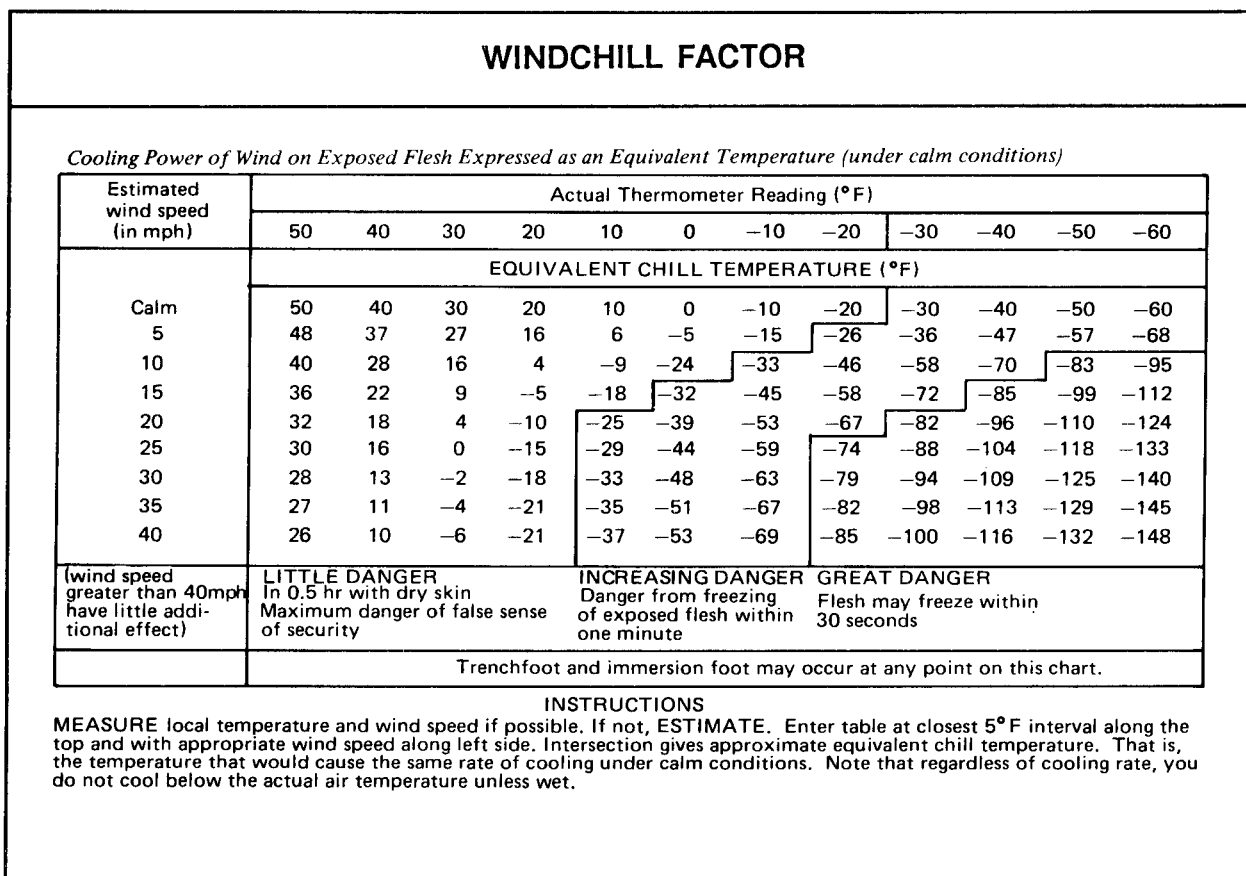 WINDCHILL FACTOR
Cooling Power of Wind on Exposed Flesh Expressed as an Equivalent Temperature (under calm conditions)
Estimated
wind speed
(in mph)
Actual Thermometer Reading (°F)
50 40 30 20 10 0 –10 –20 –30 –40 –50 –60
EQUIVALENT CHILL TEMPERATURE (°F)
Calm 50 40 30 20 10 0 –10 –20 –30 –40 –50 –60
5 48 37 27 16 6 –5 –15 –26 –36 –47 –57 –68
10 40 28 16 4 –9 –24 –33 –46 –58 –70 –83 –95
15 36 22 9 –5 –18 –32 –45 –58 –72 –85 –99 –112
20 32 18 4 –10 –25 –39 –53 –67 –82 –96 –110 –124
25 30 16 0 –15 –29 –44 –59 –74 –88 –104 –118 –133
30 28 13 –2 –18 –33 –48 –63 –79 –94 –109 –125 –140
35 27 11 –4 –21 –35 –51 –67 –82 –98 –113 –129 –145
40 26 10 –6 –21 –37 –53 –69 –85 –100 –116 –132 –148
(wind speed
greater than 40mph
have little addi-
tional effect)
LITTLE DANGER
In 0.5 hr with dry skin
Maximum danger of false sense
of security
INCREASING DANGER
Danger from freezing
of exposed flesh within
one minute
GREAT DANGER
Flesh may freeze within
30 seconds
Trenchfoot and immersion foot may occur at any point on this chart.
INSTRUCTIONS
MEASURE local temperature and wind speed if possible. If not, ESTIMATE. Enter table at closest 5°F interval along the
top and with appropriate wind speed along left side. Intersection gives approximate equivalent chill temperature. That is,
the temperature that would cause the same rate of cooling under calm conditions. Note that regardless of cooling rate, you
do not cool below the actual air temperature unless wet.